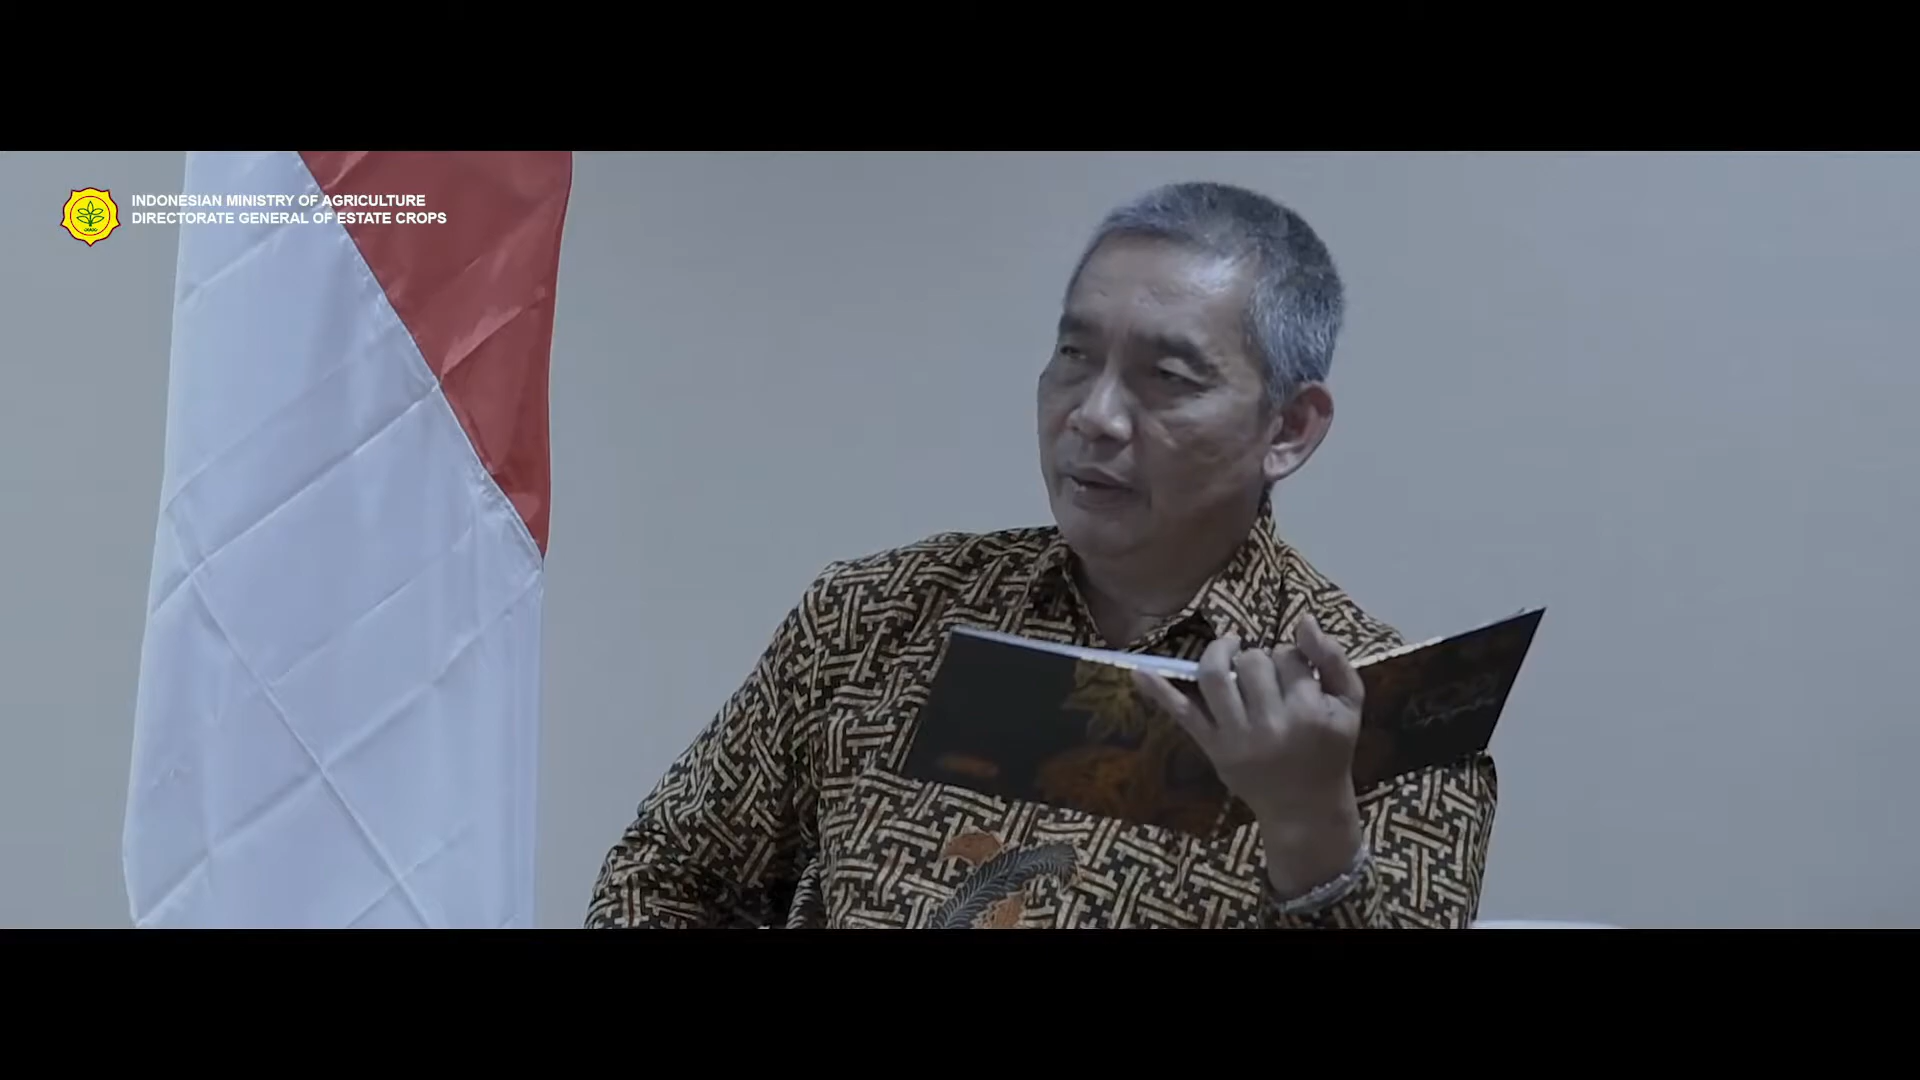 INDONESIAN MINISTRY OF AGRICULTURE
DIRECTORATE GENERAL OF ESTATE CROPS